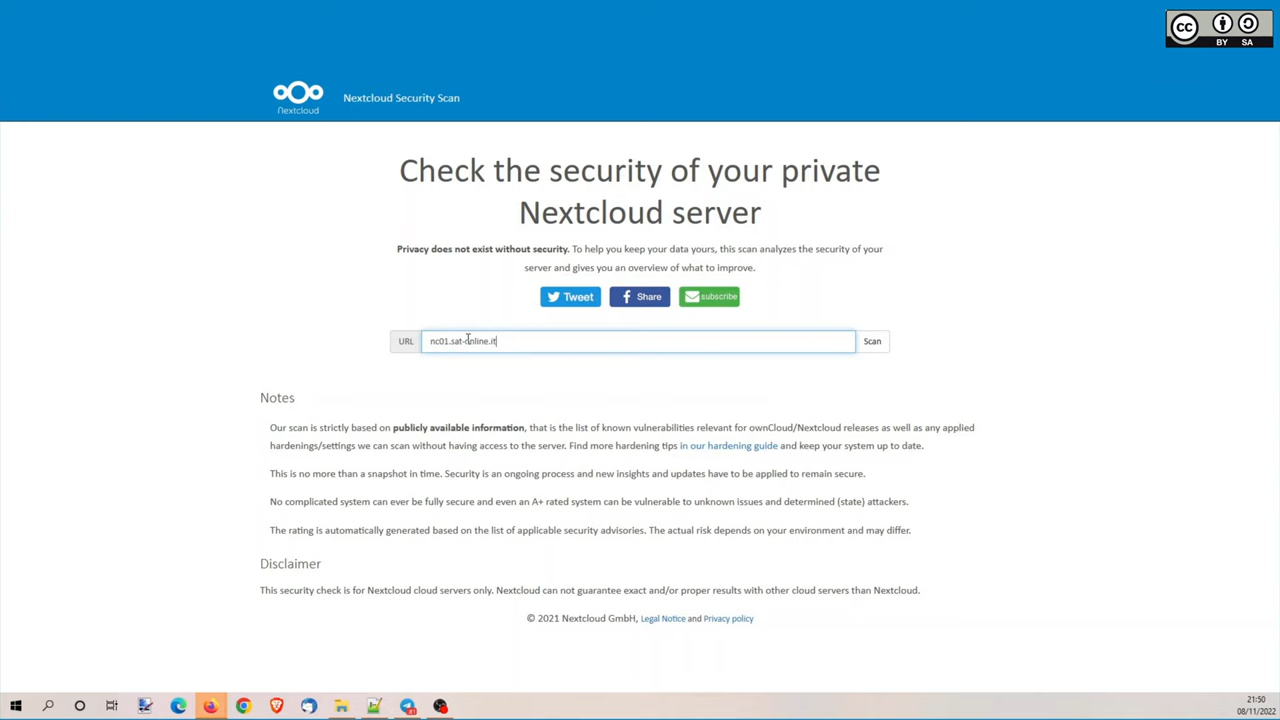 CC
BY SA
Nextcloud
Nextcloud Security Scan
Check the security of your private
Nextcloud server
Privacy does not exist without security. To help you keep your data yours, this scan analyzes the security of your
server and gives you an overview of what to improve.
Tweet Share subscribe
URL nc01.sat-online.it Scan
Notes
Our scan is strictly based on publicly available information, that is the list of known vulnerabilities relevant for ownCloud/Nextcloud releases as well as any applied
hardenings/settings we can scan without having access to the server. Find more hardening tips in our hardening guide and keep your system up to date.
This is no more than a snapshot in time. Security is an ongoing process and new insights and updates have to be applied to remain secure.
No complicated system can ever be fully secure and even an A+ rated system can be vulnerable to unknown issues and determined (state) attackers.
The rating is automatically generated based on the list of applicable security advisories. The actual risk depends on your environment and may differ.
Disclaimer
This security check is for Nextcloud cloud servers only. Nextcloud can not guarantee exact and/or proper results with other cloud servers than Nextcloud.
© 2021 Nextcloud GmbH, Legal Notice and Privacy policy
21:50
08/11/2022